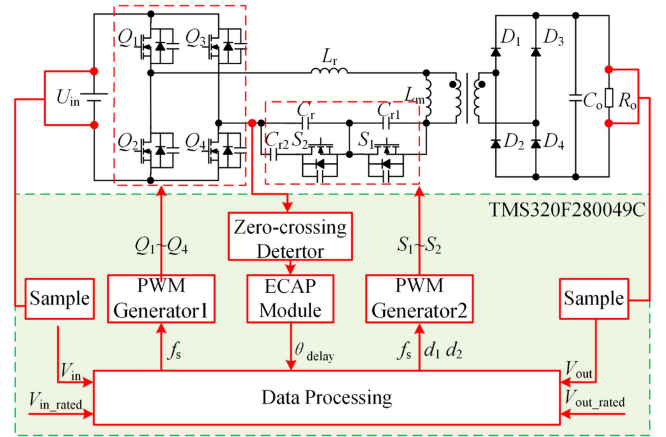 Q1 Q3 D1 D3
Lr
Uin Lm Co Ro
Cr Cr1
Q2 Q4 Cr2 S2 S1 D2 D4
TMS320F280049C
Q1~Q4
Zero-crossing
Detertor
S1~S2
Sample
PWM
Generator1
ECAP
Module
PWM
Generator2
Sample
Vin
fs
θdelay
fs d1 d2
Vout
Vin_rated
Data Processing
Vout_rated